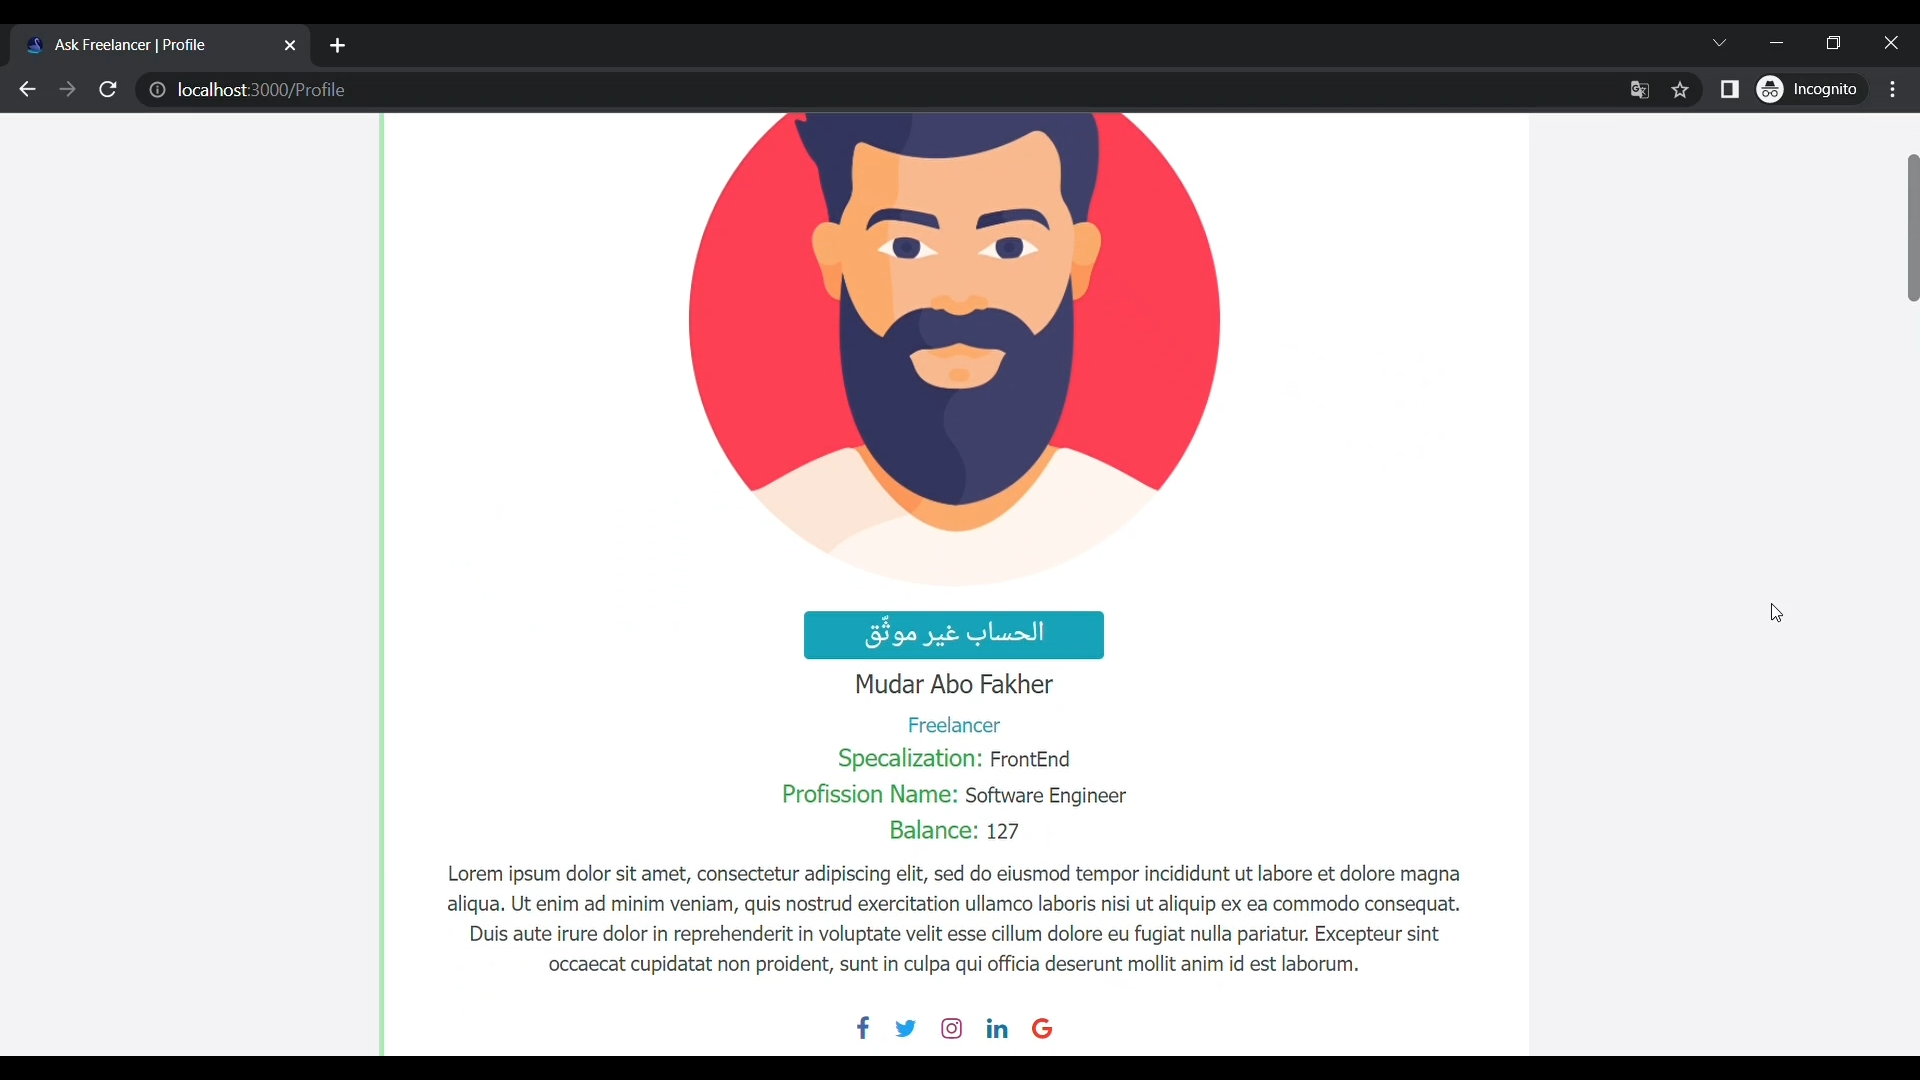 Ask Freelancer | Profile
localhost:3000/Profile
Incognito
الحساب غير موثَّق
Mudar Abo Fakher
Freelancer
Specalization: FrontEnd
Profission Name: Software Engineer
Balance: 127
Lorem ipsum dolor sit amet, consectetur adipiscing elit, sed do eiusmod tempor incididunt ut labore et dolore magna
aliqua. Ut enim ad minim veniam, quis nostrud exercitation ullamco laboris nisi ut aliquip ex ea commodo consequat.
Duis aute irure dolor in reprehenderit in voluptate velit esse cillum dolore eu fugiat nulla pariatur. Excepteur sint
occaecat cupidatat non proident, sunt in culpa qui officia deserunt mollit anim id est laborum.